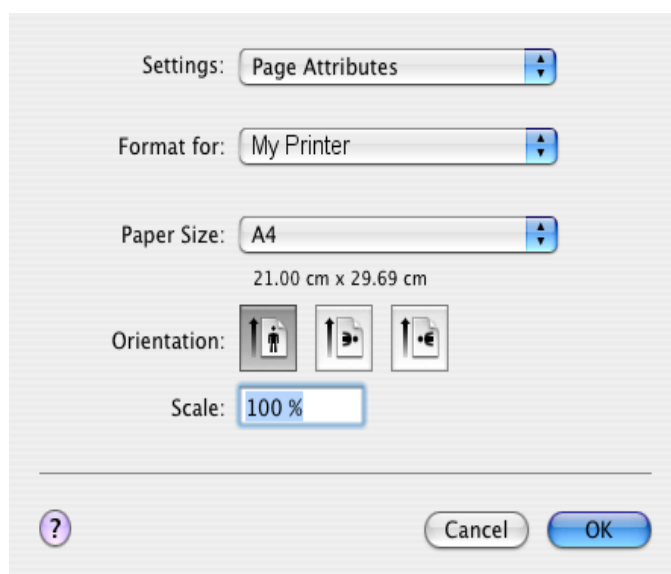 Settings: Page Attributes
Format for: My Printer
Paper Size: A4
21.00 cm x 29.69 cm
Orientation:
Scale: 100 %
? Cancel OK